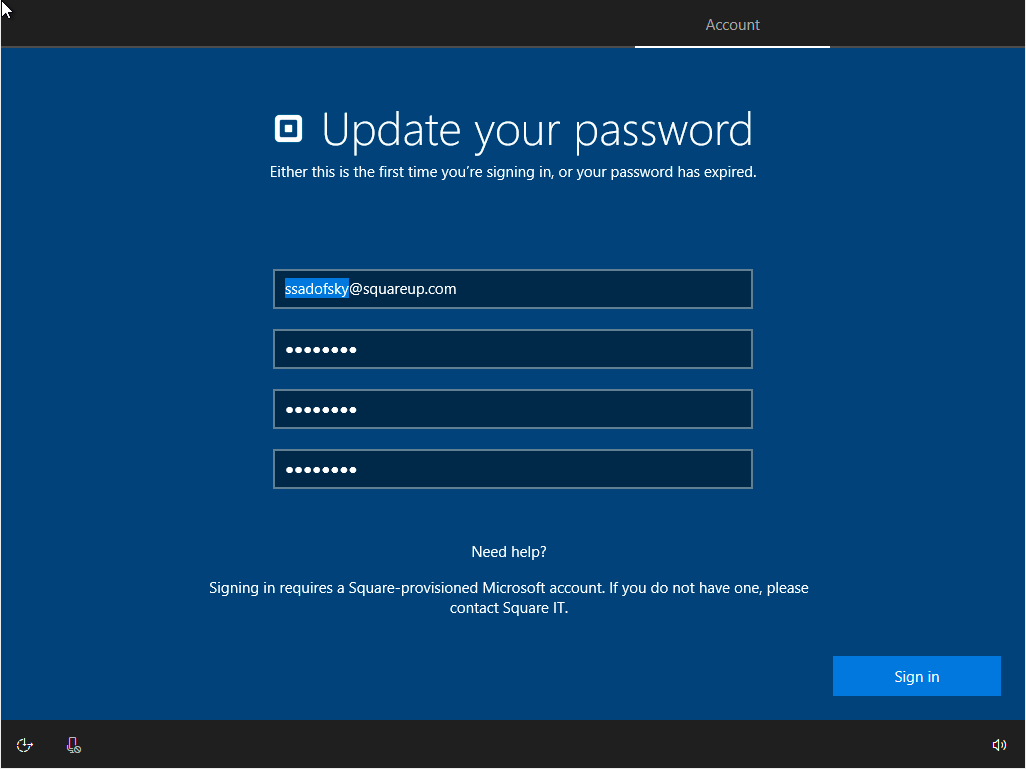 Account
Update your password
Either this is the first time you're signing in, or your password has expired.
ssadofsky@squareup.com
●●●●●●●●
●●●●●●●●
●●●●●●●●
Need help?
Signing in requires a Square-provisioned Microsoft account. If you do not have one, please
contact Square IT.
Sign in